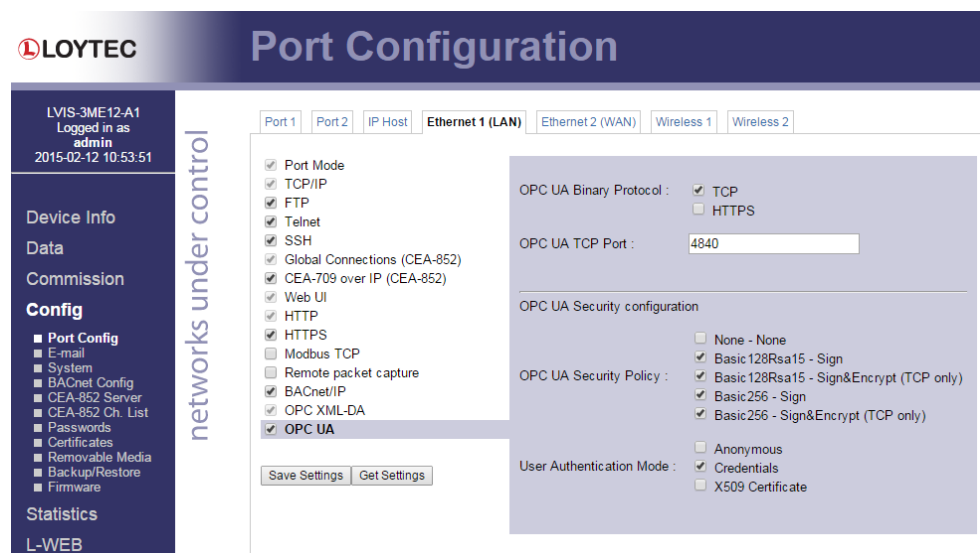 LOYTEC
Port Configuration
LVIS-3ME12-A1
Logged in as
admin
2015-02-12 10:53:51
Device Info
Data
Commission
Config
Port Config
E-mail
System
BACnet Config
CEA-852 Server
CEA-852 Ch. List
Passwords
Certificates
Removable Media
Backup/Restore
Firmware
Statistics
L-WEB
networks under control
Port 1 Port 2 IP Host Ethernet 1 (LAN) Ethernet 2 (WAN) Wireless 1 Wireless 2
Port Mode
TCP/IP
FTP
Telnet
SSH
Global Connections (CEA-852)
CEA-709 over IP (CEA-852)
Web UI
HTTP
HTTPS
Modbus TCP
Remote packet capture
BACnet/IP
OPC XML-DA
OPC UA
Save Settings Get Settings
OPC UA Binary Protocol : TCP
HTTPS
OPC UA TCP Port : 4840
OPC UA Security configuration
OPC UA Security Policy :
None - None
Basic128Rsa15 - Sign
Basic128Rsa15 - Sign&Encrypt (TCP only)
Basic256 - Sign
Basic256 - Sign&Encrypt (TCP only)
User Authentication Mode :
Anonymous
Credentials
X509 Certificate